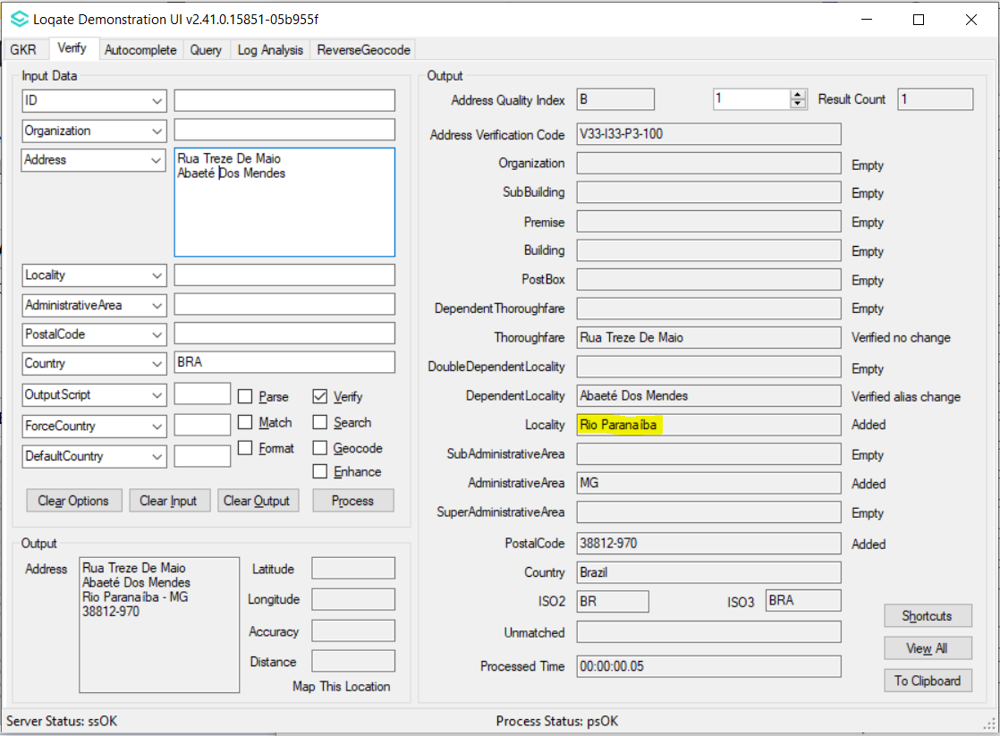 Loqate Demonstration UI v2.41.0.15851-05b955f
GKR Verify Autocomplete Query Log Analysis ReverseGeocode
Input Data
ID
Organization
Address
Rua Treze De Maio
Abaeté Dos Mendes
Locality
AdministrativeArea
PostalCode
Country BRA
OutputScript Parse Verify
ForceCountry Match Search
DefaultCountry Format Geocode
Enhance
Clear Options Clear Input Clear Output Process
Output
Address
Rua Treze De Maio
Abaeté Dos Mendes
Rio Paranaíba - MG
38812-970
Latitude
Longitude
Accuracy
Distance
Map This Location
Output
Address Quality Index B 1 Result Count 1
Address Verification Code V33-I33-P3-100
Organization Empty
SubBuilding Empty
Premise Empty
Building Empty
PostBox Empty
DependentThoroughfare Empty
Thoroughfare Rua Treze De Maio Verified no change
DoubleDependentLocality Empty
DependentLocality Abaeté Dos Mendes Verified alias change
Locality Rio Paranaíba Added
SubAdministrativeArea Empty
AdministrativeArea MG Added
SuperAdministrativeArea Empty
PostalCode 38812-970 Added
Country Brazil
ISO2 BR ISO3 BRA
Unmatched
Processed Time 00:00:00.05
Shortcuts
View All
To Clipboard
Server Status: ssOK Process Status: psOK